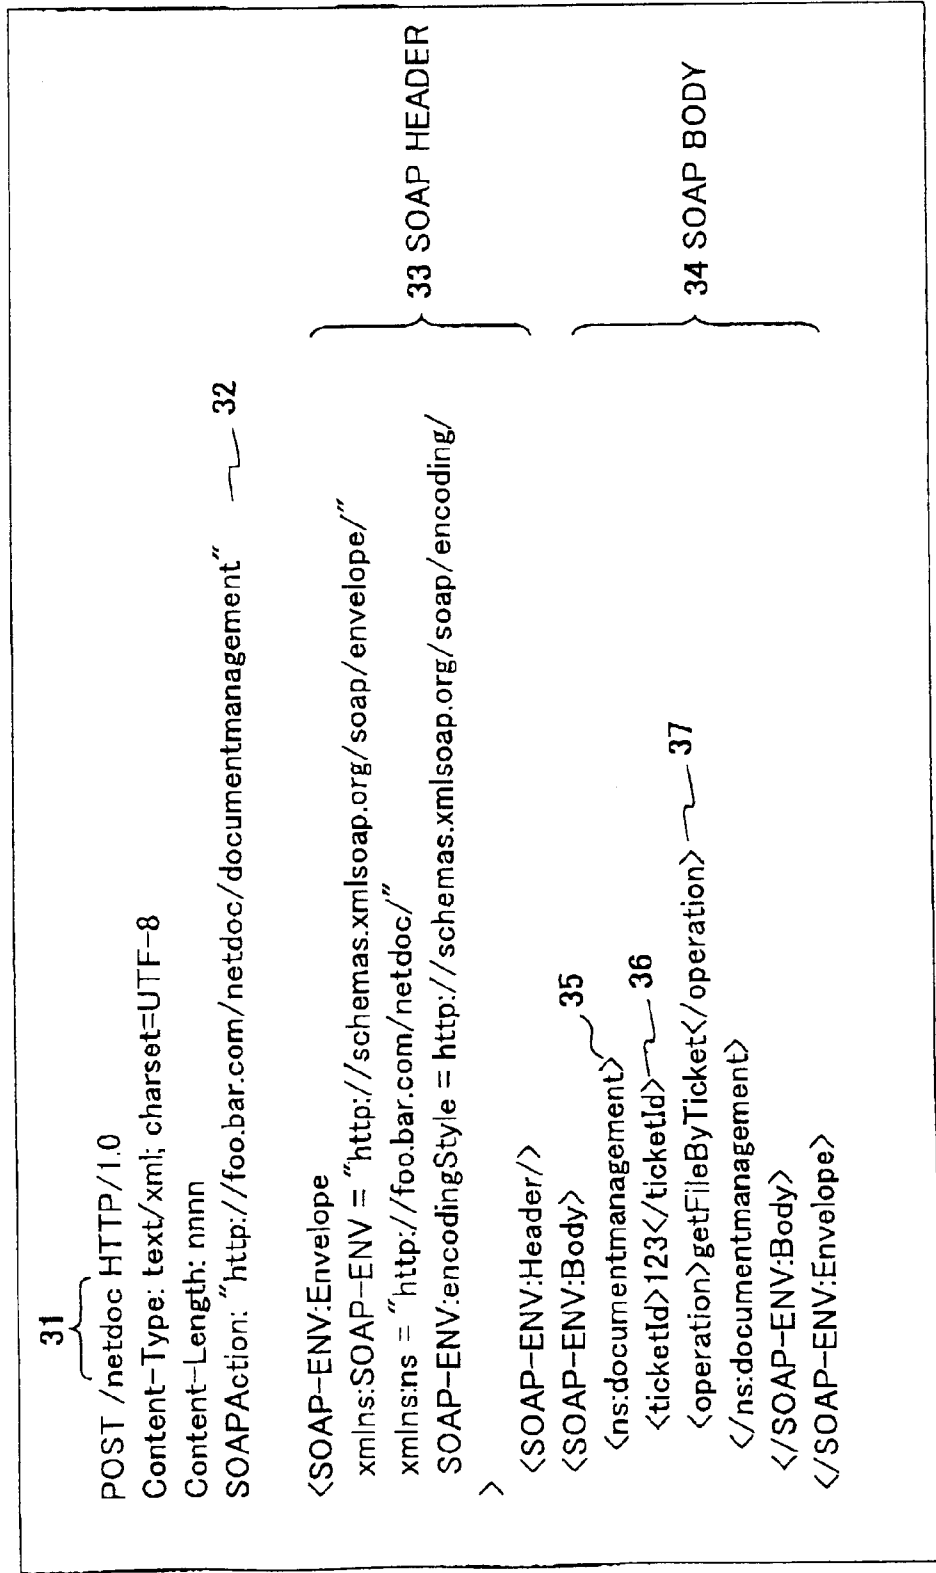 31
POST /netdoc HTTP/1.0
Content-Type: text/xml; charset=UTF-8
Content-Length: nnnn
SOAPAction: "http://foo.bar.com/netdoc/documentmanagement" 32
<SOAP-ENV:Envelope
xmlns:SOAP-ENV = "http://schemas.xmlsoap.org/soap/envelope/"
xmlns:ns = "http://foo.bar.com/netdoc/"
SOAP-ENV:encodingStyle = http://schemas.xmlsoap.org/soap/encoding/
>
33 SOAP HEADER
<SOAP-ENV:Header/>
<SOAP-ENV:Body>
<ns:documentmanagement> 35
<ticketId>123</ticketId> 36
<operation>getFileByTicket</operation> 37
</ns:documentmanagement>
</SOAP-ENV:Body>
</SOAP-ENV:Envelope>
34 SOAP BODY